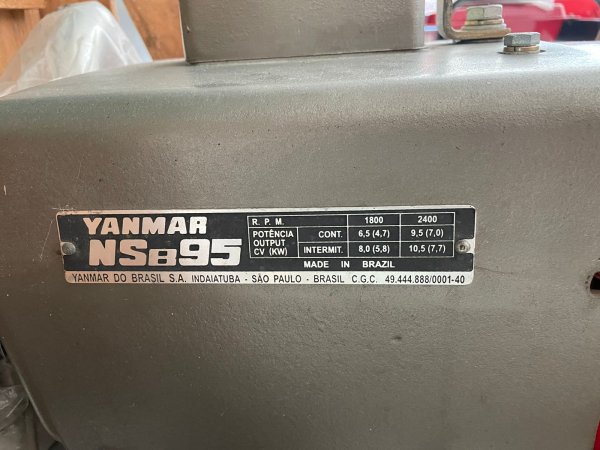 YANMAR
NSB95
R. P. M. 1800 2400
POTÊNCIA CONT. 6,5 (4,7) 9,5 (7,0)
OUTPUT
CV (KW) INTERMIT. 8,0 (5,8) 10,5 (7,7)
MADE IN BRAZIL
YANMAR DO BRASIL S.A. INDAIATUBA - SÃO PAULO - BRASIL C.G.C. 49.444.888/0001-40